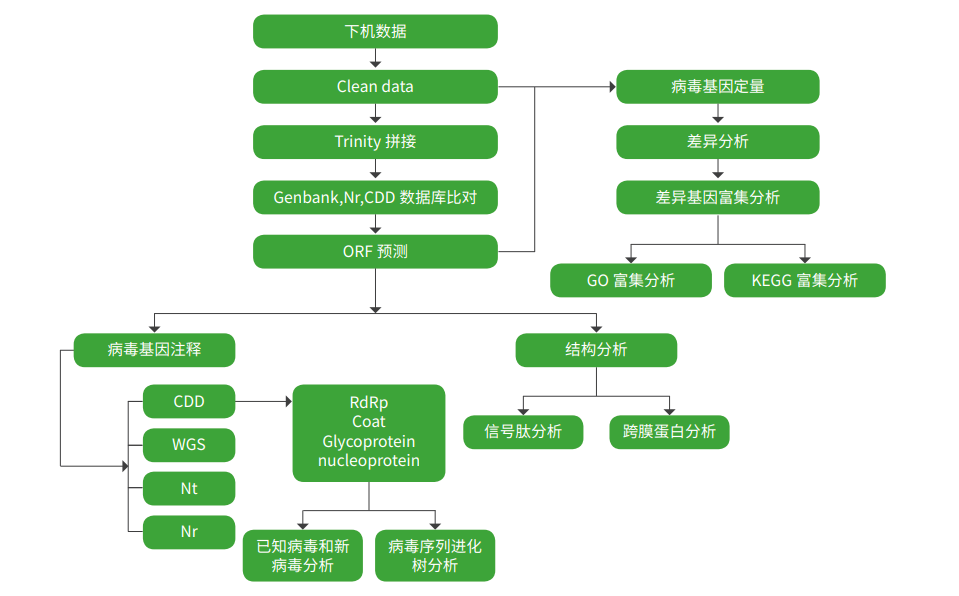 下机数据
Clean data
Trinity 拼接
Genbank,Nr,CDD 数据库比对
ORF 预测
病毒基因定量
差异分析
差异基因富集分析
GO 富集分析
KEGG 富集分析
病毒基因注释
CDD
WGS
Nt
Nr
RdRp
Coat
Glycoprotein
nucleoprotein
已知病毒和新
病毒分析
病毒序列进化
树分析
结构分析
信号肽分析
跨膜蛋白分析